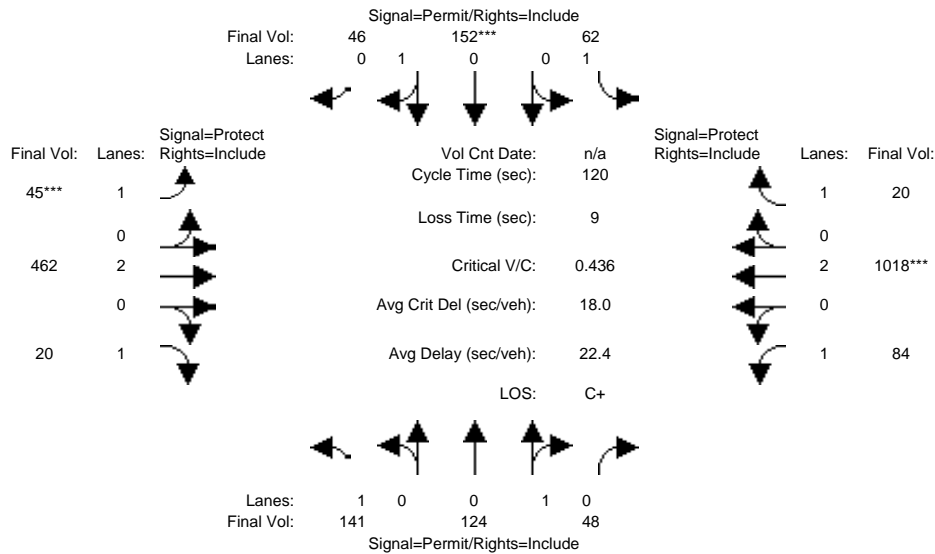 Signal=Permit/Rights=Include
Final Vol: 46 152*** 62
Lanes: 0 1 0 0 1
Signal=Protect Signal=Protect
Final Vol: Lanes: Rights=Include Vol Cnt Date: n/a Rights=Include Lanes: Final Vol:
Cycle Time (sec): 120
45*** 1 1 20
Loss Time (sec): 9
0 0
462 2 Critical V/C: 0.436 2 1018***
0 Avg Crit Del (sec/veh): 18.0 0
20 1 Avg Delay (sec/veh): 22.4 1 84
LOS: C+
Lanes: 1 0 0 1 0
Final Vol: 141 124 48
Signal=Permit/Rights=Include